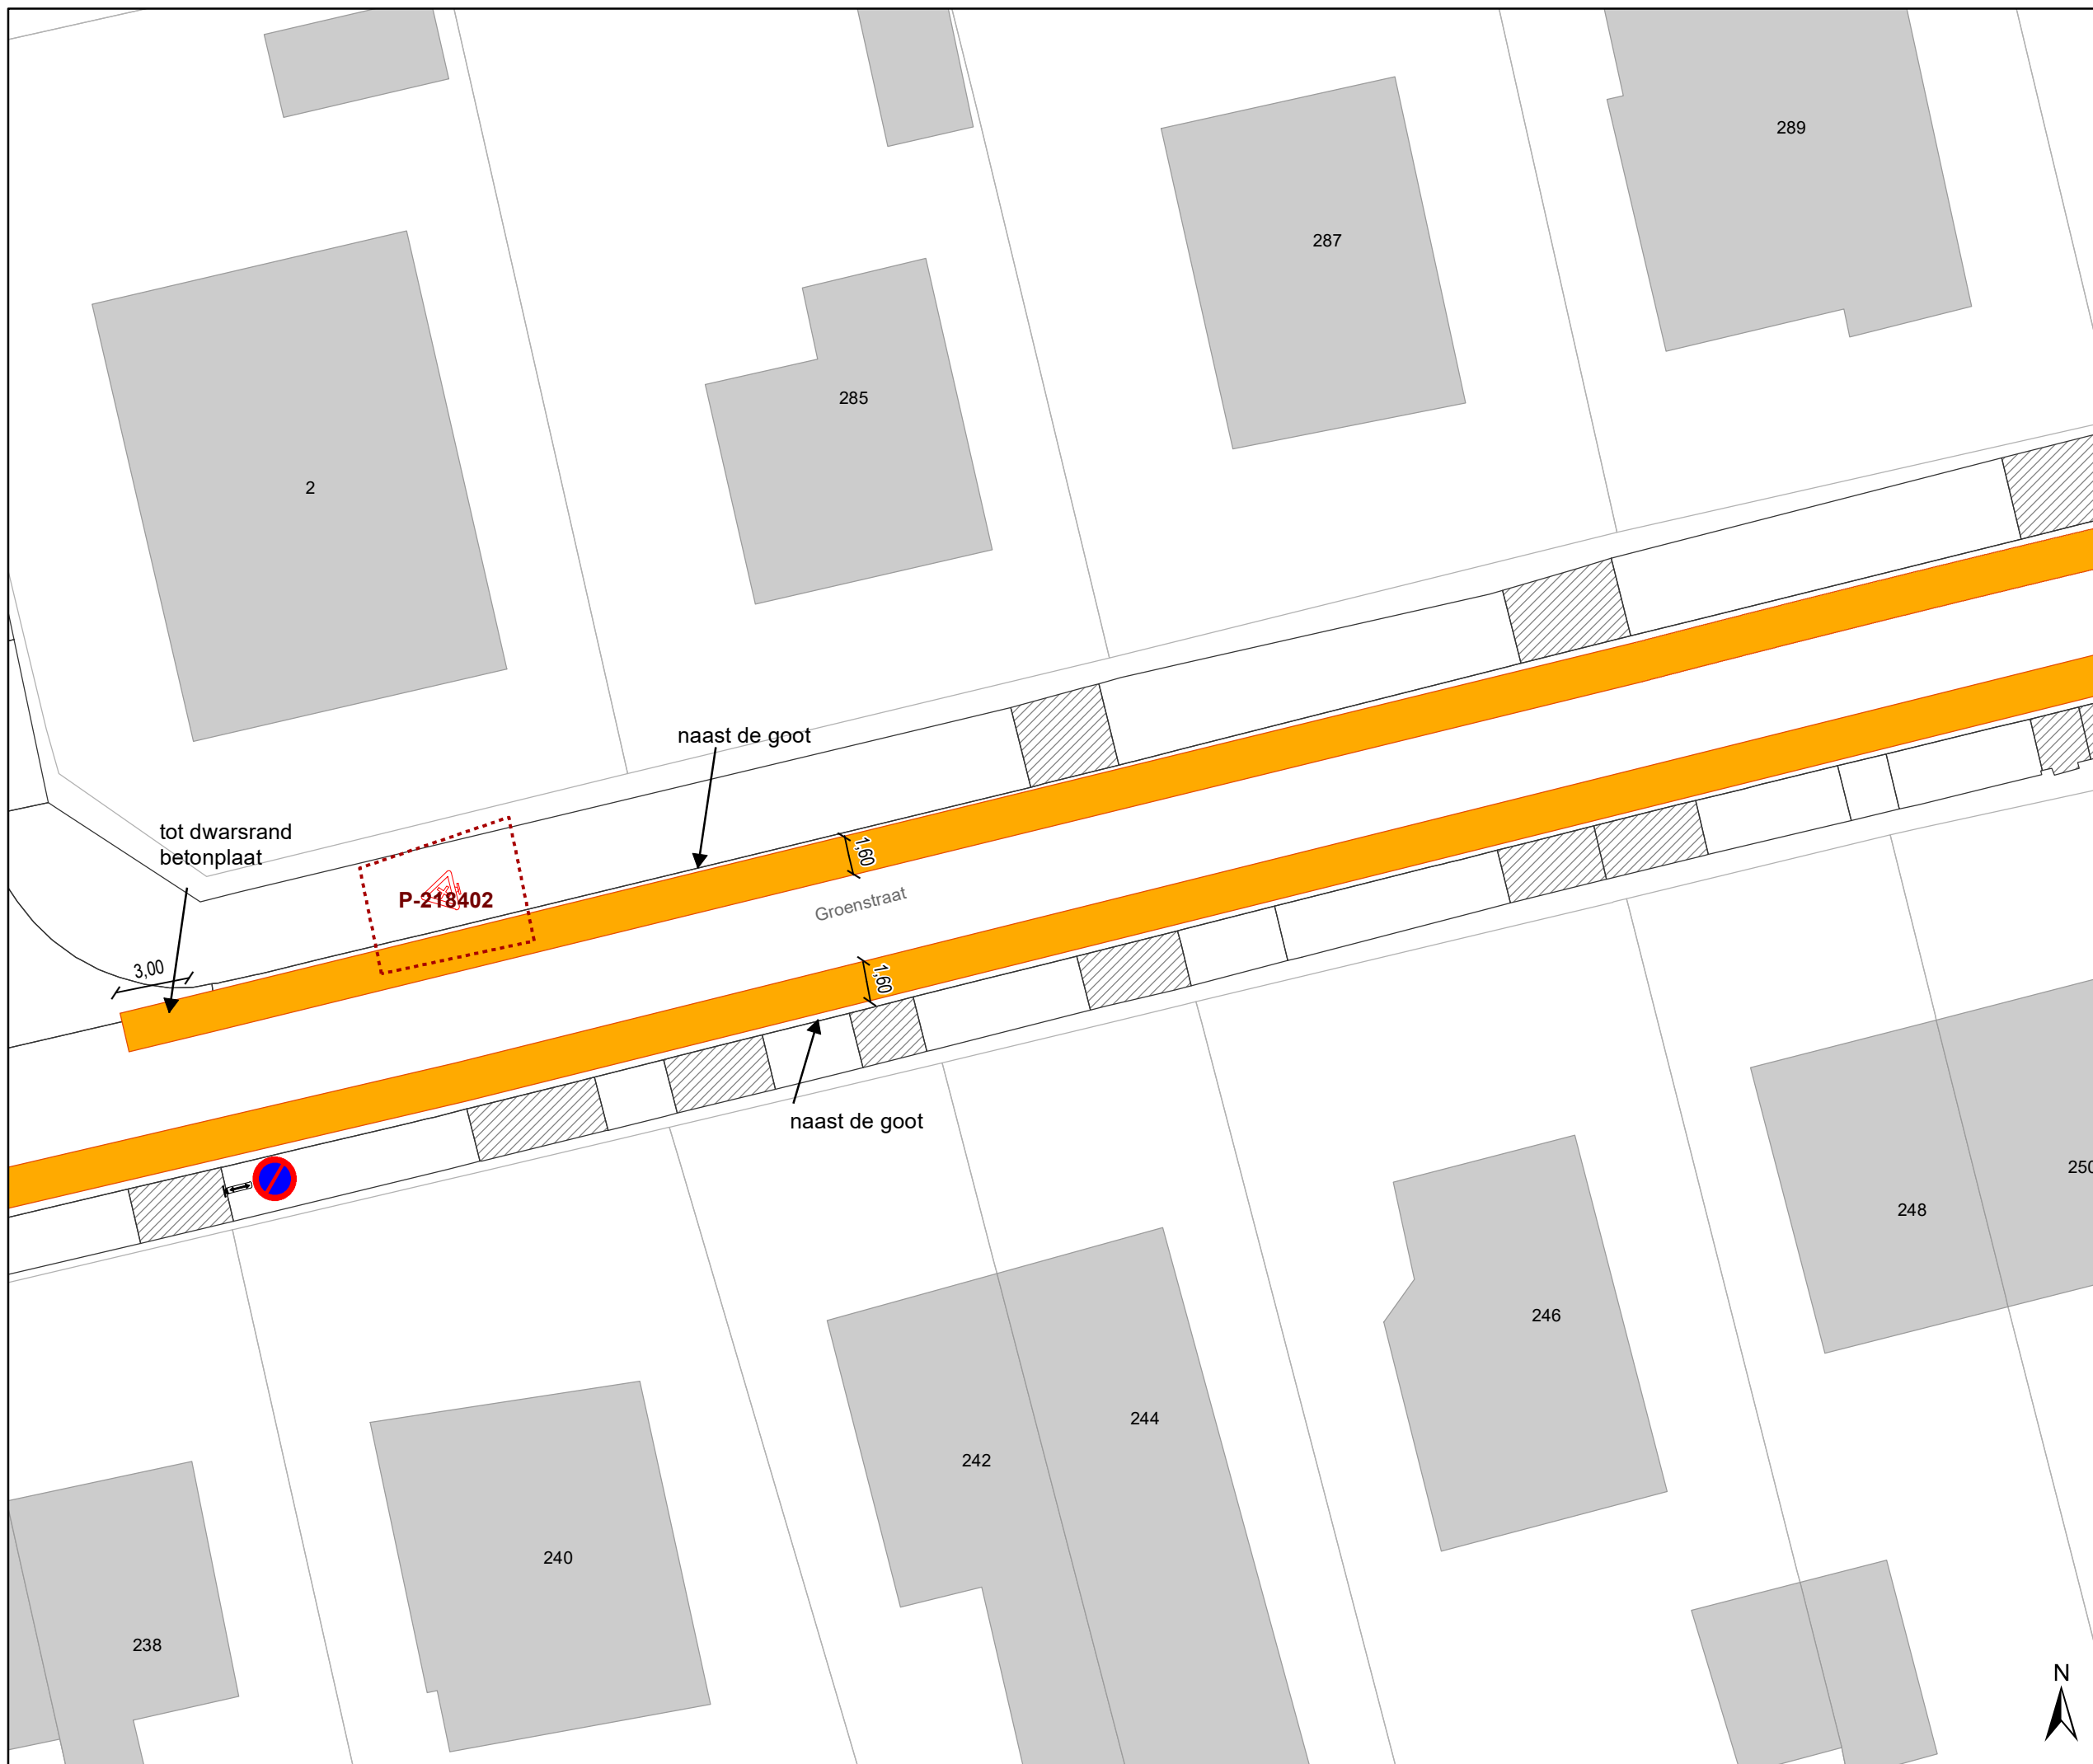 289
287
285
2
naast de goot
tot dwarsrand
betonplaat
1,60
P-218402
Groenstraat
3,00
1,60
naast de goot
250
248
246
244
242
240
238
N